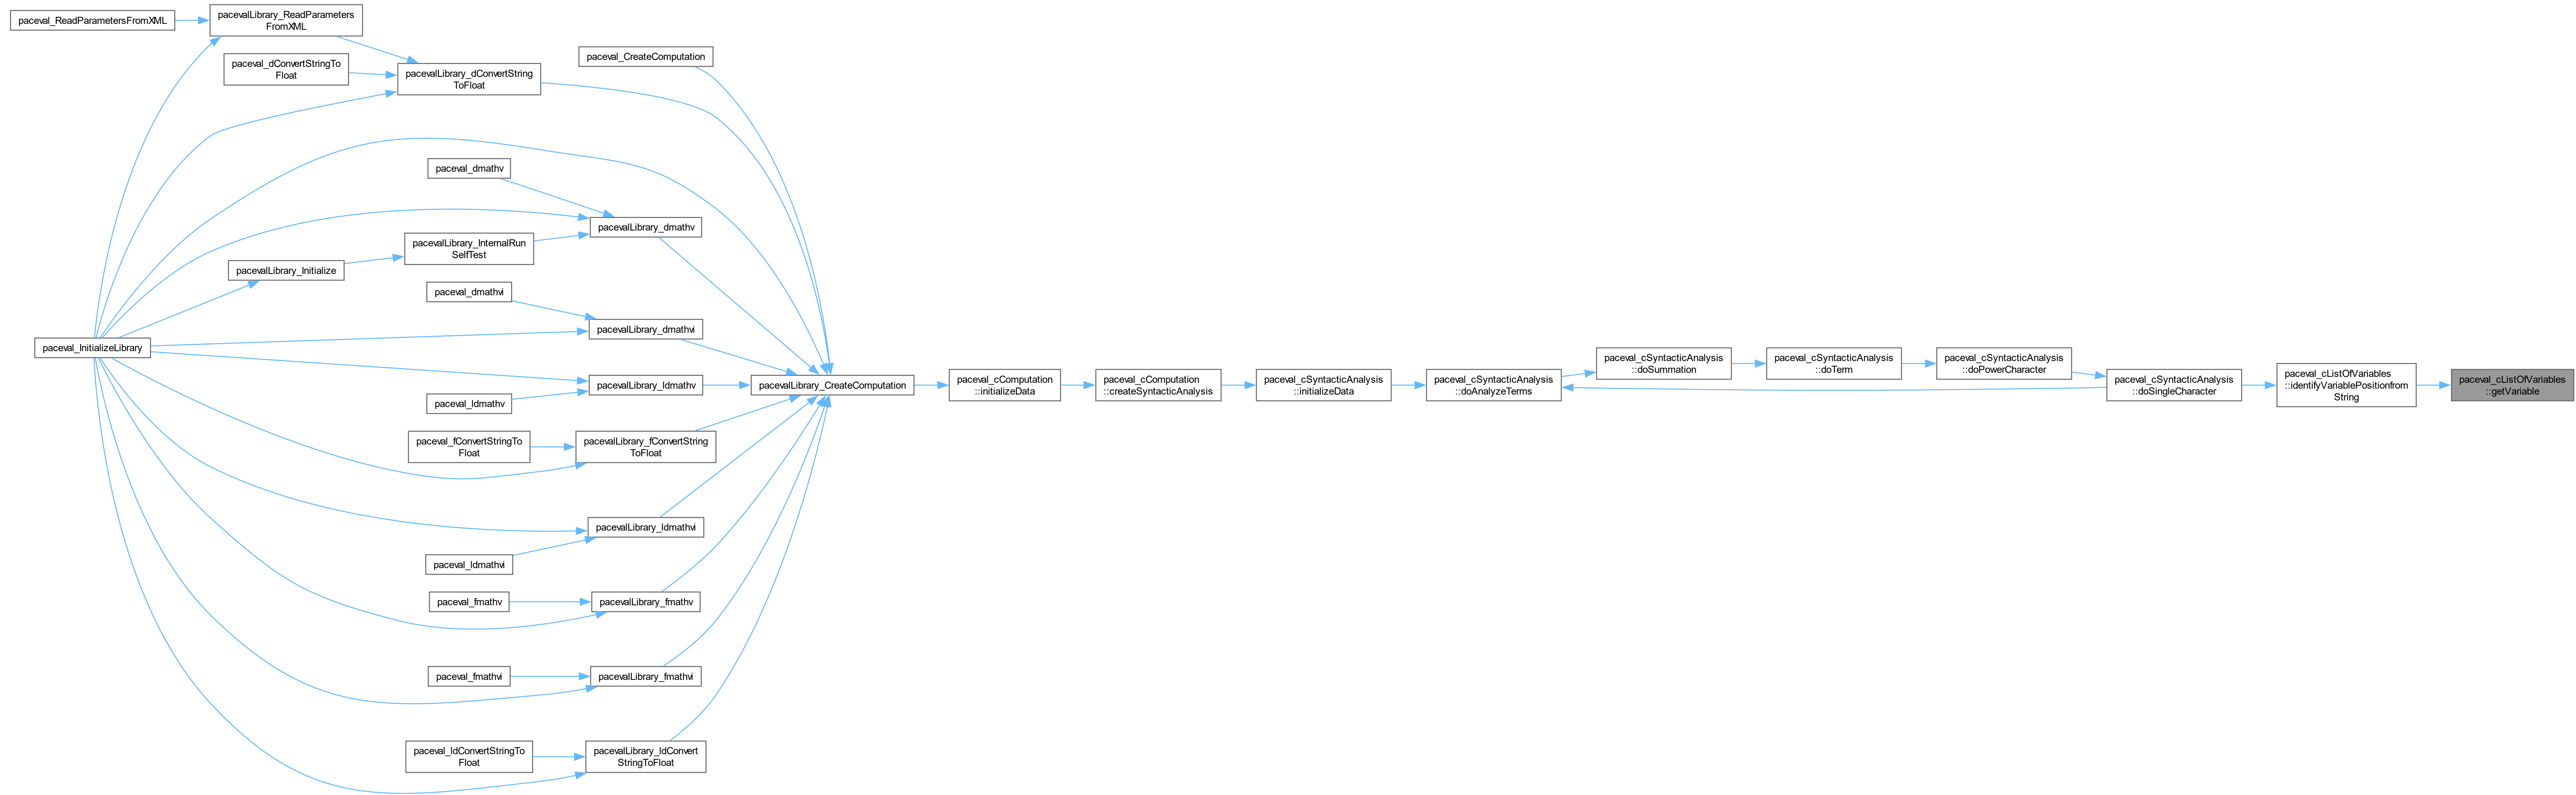 paceval_ReadParametersFromXML
pacevalLibrary_ReadParameters
FromXML
paceval_dConvertStringTo
Float
pacevalLibrary_dConvertString
ToFloat
paceval_CreateComputation
paceval_dmathv
pacevalLibrary_dmathv
pacevalLibrary_InternalRun
SelfTest
pacevalLibrary_Initialize
paceval_dmathvi
pacevalLibrary_dmathvi
paceval_InitializeLibrary
pacevalLibrary_ldmathv
paceval_ldmathv
pacevalLibrary_CreateComputation
paceval_cComputation
::initializeData
paceval_cComputation
::createSyntacticAnalysis
paceval_cSyntacticAnalysis
::initializeData
paceval_cSyntacticAnalysis
::doAnalyzeTerms
paceval_cSyntacticAnalysis
::doSummation
paceval_cSyntacticAnalysis
::doTerm
paceval_cSyntacticAnalysis
::doPowerCharacter
paceval_cSyntacticAnalysis
::doSingleCharacter
paceval_cListOfVariables
::identifyVariablePositionfrom
String
paceval_cListOfVariables
::getVariable
paceval_fConvertStringTo
Float
pacevalLibrary_fConvertString
ToFloat
pacevalLibrary_ldmathvi
paceval_ldmathvi
paceval_fmathv
pacevalLibrary_fmathv
paceval_fmathvi
pacevalLibrary_fmathvi
paceval_ldConvertStringTo
Float
pacevalLibrary_ldConvert
StringToFloat